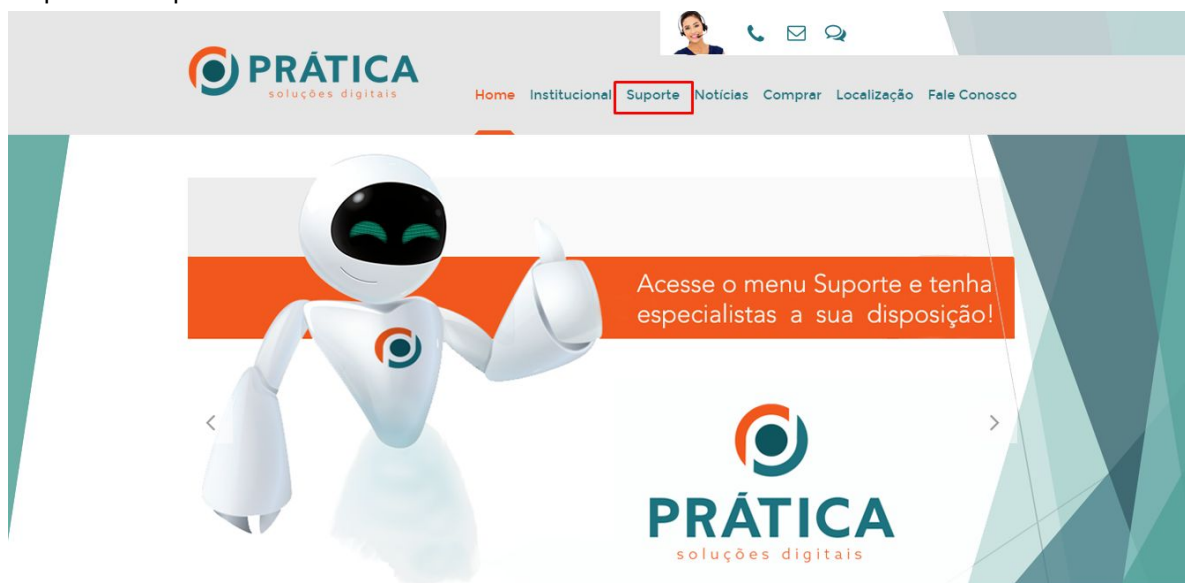 PRÁTICA
soluções digitais
Home Institucional Suporte Notícias Comprar Localização Fale Conosco
Acesse o menu Suporte e tenha
especialistas a sua disposição!
PRÁTICA
soluções digitais